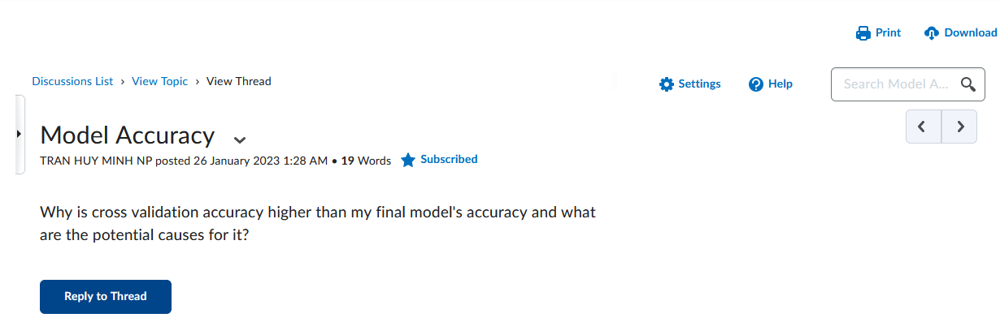 Print Download
Discussions List › View Topic › View Thread
Settings Help Search Model A...
Model Accuracy
TRAN HUY MINH NP posted 26 January 2023 1:28 AM • 19 Words Subscribed
Why is cross validation accuracy higher than my final model's accuracy and what
are the potential causes for it?
Reply to Thread